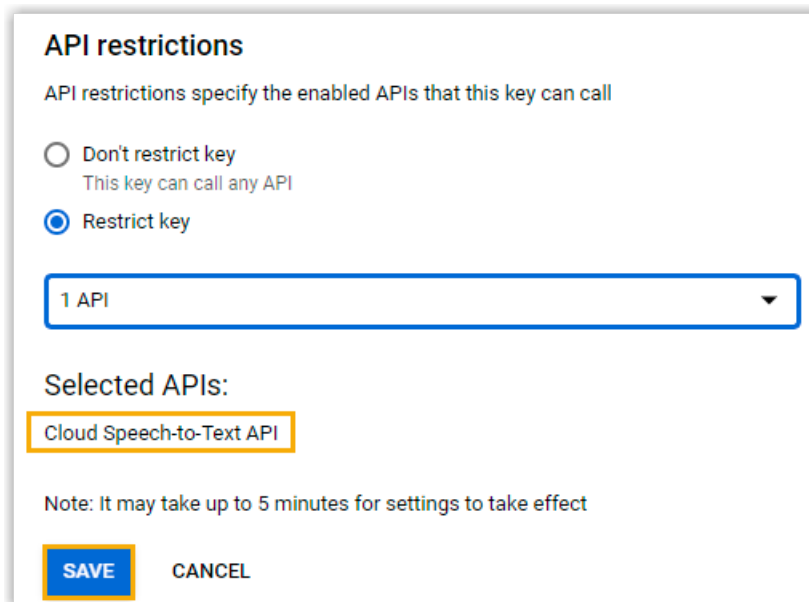 API restrictions
API restrictions specify the enabled APIs that this key can call
Don't restrict key
This key can call any API
Restrict key
1 API
Selected APIs:
Cloud Speech-to-Text API
Note: It may take up to 5 minutes for settings to take effect
SAVE CANCEL